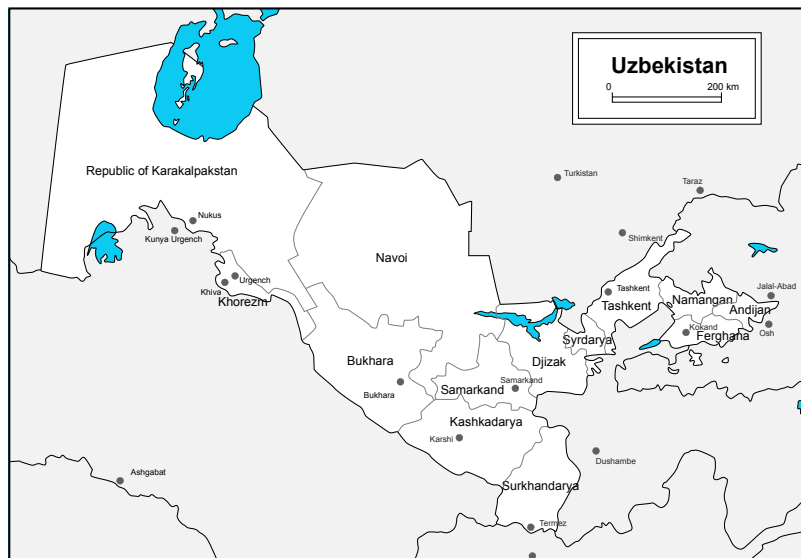 Uzbekistan
0 200 km
Republic of Karakalpakstan
Turkistan
Taraz
Nukus
Kunya Urgench
Shimkent
Navoi
Urgench
Khiva
Khorezm
Tashkent
Tashkent
Namangan
Jalal-Abad
Andijan
Kokand
Ferghana
Osh
Syrdarya
Bukhara
Djizak
Bukhara
Samarkand
Samarkand
Kashkadarya
Karshi
Dushambe
Ashgabat
Surkhandarya
Termez